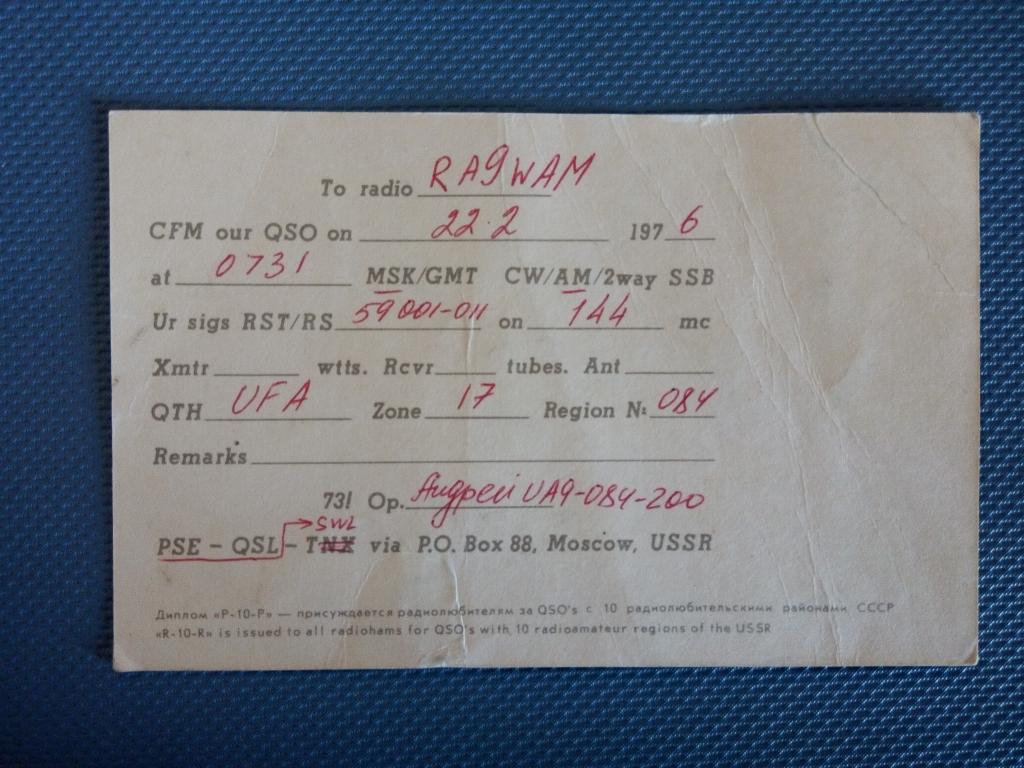 To radio RA9WAM
CFM our QSO on 22.2 1976
at 0731 MSK/GMT CW/AM/2way SSB
Ur sigs RST/RS 59001-011 on 144 mc
Xmtr wtts. Rcvr tubes. Ant
QTH UFA Zone 17 Region №: 084
Remarks
73! Op. Андрей UA9-084-200
SWL
PSE – QSL – TNX via P.O. Box 88, Moscow, USSR
Диплом «Р-10-Р» — присуждается радиолюбителям за QSO's с 10 радиолюбительскими районами СССР
«R-10-R» is issued to all radiohams for QSO's with 10 radioamateur regions of the USSR